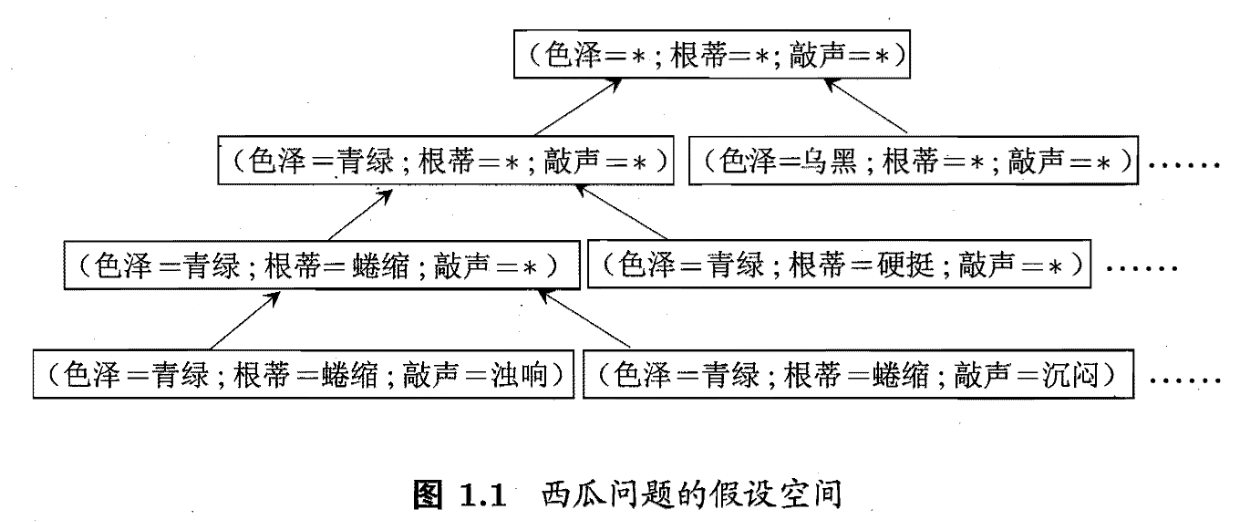 (色泽=*;根蒂=*;敲声=*)
(色泽=青绿;根蒂=*;敲声=*) (色泽=乌黑;根蒂=*;敲声=*) ······
(色泽=青绿;根蒂=蜷缩;敲声=*) (色泽=青绿;根蒂=硬挺;敲声=*) ······
(色泽=青绿;根蒂=蜷缩;敲声=浊响) (色泽=青绿;根蒂=蜷缩;敲声=沉闷) ······
图 1.1 西瓜问题的假设空间